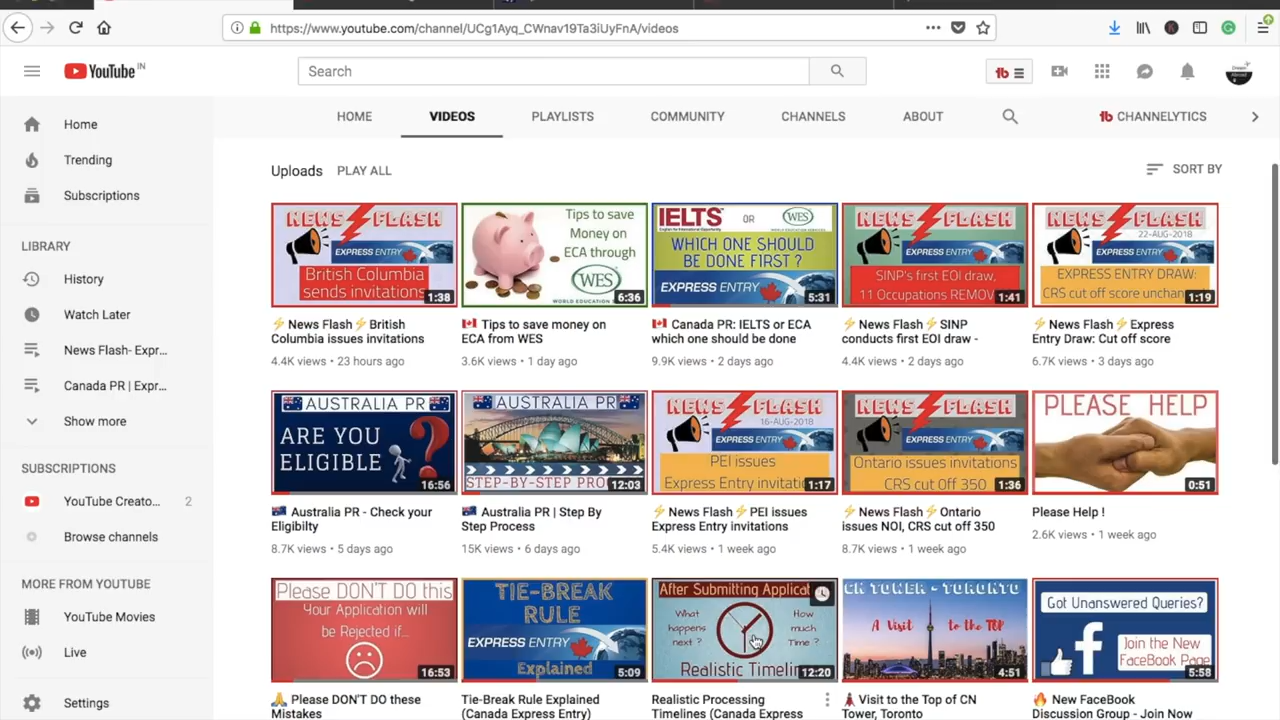 https://www.youtube.com/channel/UCg1Ayq_CWnav19Ta3iUyFnA/videos
YouTube IN
Search
tb
HOME
VIDEOS
PLAYLISTS
COMMUNITY
CHANNELS
ABOUT
tb CHANNELYTICS
Home
Trending
Subscriptions
LIBRARY
History
Watch Later
News Flash- Expr...
Canada PR | Expr...
Show more
SUBSCRIPTIONS
YouTube Creato... 2
Browse channels
MORE FROM YOUTUBE
YouTube Movies
Live
Settings
Uploads PLAY ALL
SORT BY
NEWS FLASH
EXPRESS ENTRY
British Columbia
sends invitations
1:38
⚡News Flash⚡British
Columbia issues invitations
4.4K views • 23 hours ago
Tips to save
Money on
ECA through
WES
WORLD EDUCATION
6:36
🇨🇦 Tips to save money on
ECA from WES
3.6K views • 1 day ago
IELTS OR WES
WHICH ONE SHOULD
BE DONE FIRST ?
EXPRESS ENTRY
5:31
🇨🇦 Canada PR: IELTS or ECA
which one should be done
9.9K views • 2 days ago
NEWS FLASH
EXPRESS ENTRY
SINP's first EOI draw,
11 Occupations REMOV
1:41
⚡News Flash⚡SINP
conducts first EOI draw -
4.4K views • 2 days ago
NEWS FLASH
22-AUG-2018
EXPRESS ENTRY
EXPRESS ENTRY DRAW:
CRS cut off score unchan
1:19
⚡News Flash⚡Express
Entry Draw: Cut off score
6.7K views • 3 days ago
AUSTRALIA PR
ARE YOU
ELIGIBLE ?
16:56
🇦🇺 Australia PR - Check your
Eligibilty
8.7K views • 5 days ago
AUSTRALIA PR
STEP-BY-STEP PRO
12:03
🇦🇺 Australia PR | Step By
Step Process
15K views • 6 days ago
NEWS FLASH
16-AUG-2018
EXPRESS ENTRY
PEI issues
Express Entry invitatio
1:17
⚡News Flash⚡PEI issues
Express Entry invitations
5.4K views • 1 week ago
NEWS FLASH
EXPRESS ENTRY
Ontario issues invitations
CRS cut off 350
1:36
⚡News Flash⚡Ontario
issues NOI, CRS cut off 350
8.7K views • 1 week ago
PLEASE HELP
0:51
Please Help !
2.6K views • 1 week ago
Please DON'T DO this
Your Application will
be Rejected if...
16:53
🙏 Please DON'T DO these
Mistakes
TIE-BREAK
RULE
EXPRESS ENTRY
Explained
5:09
Tie-Break Rule Explained
(Canada Express Entry)
After Submitting Applicat
What
happens
next ?
How
much
Time ?
Realistic Timelin
12:20
Realistic Processing
Timelines (Canada Express
CN TOWER - TORONTO
A Visit to the TOP
4:51
🗼 Visit to the Top of CN
Tower, Toronto
Got Unanswered Queries?
Join the New
FaceBook Page
5:58
🔥 New FaceBook
Discussion Group - Join Now